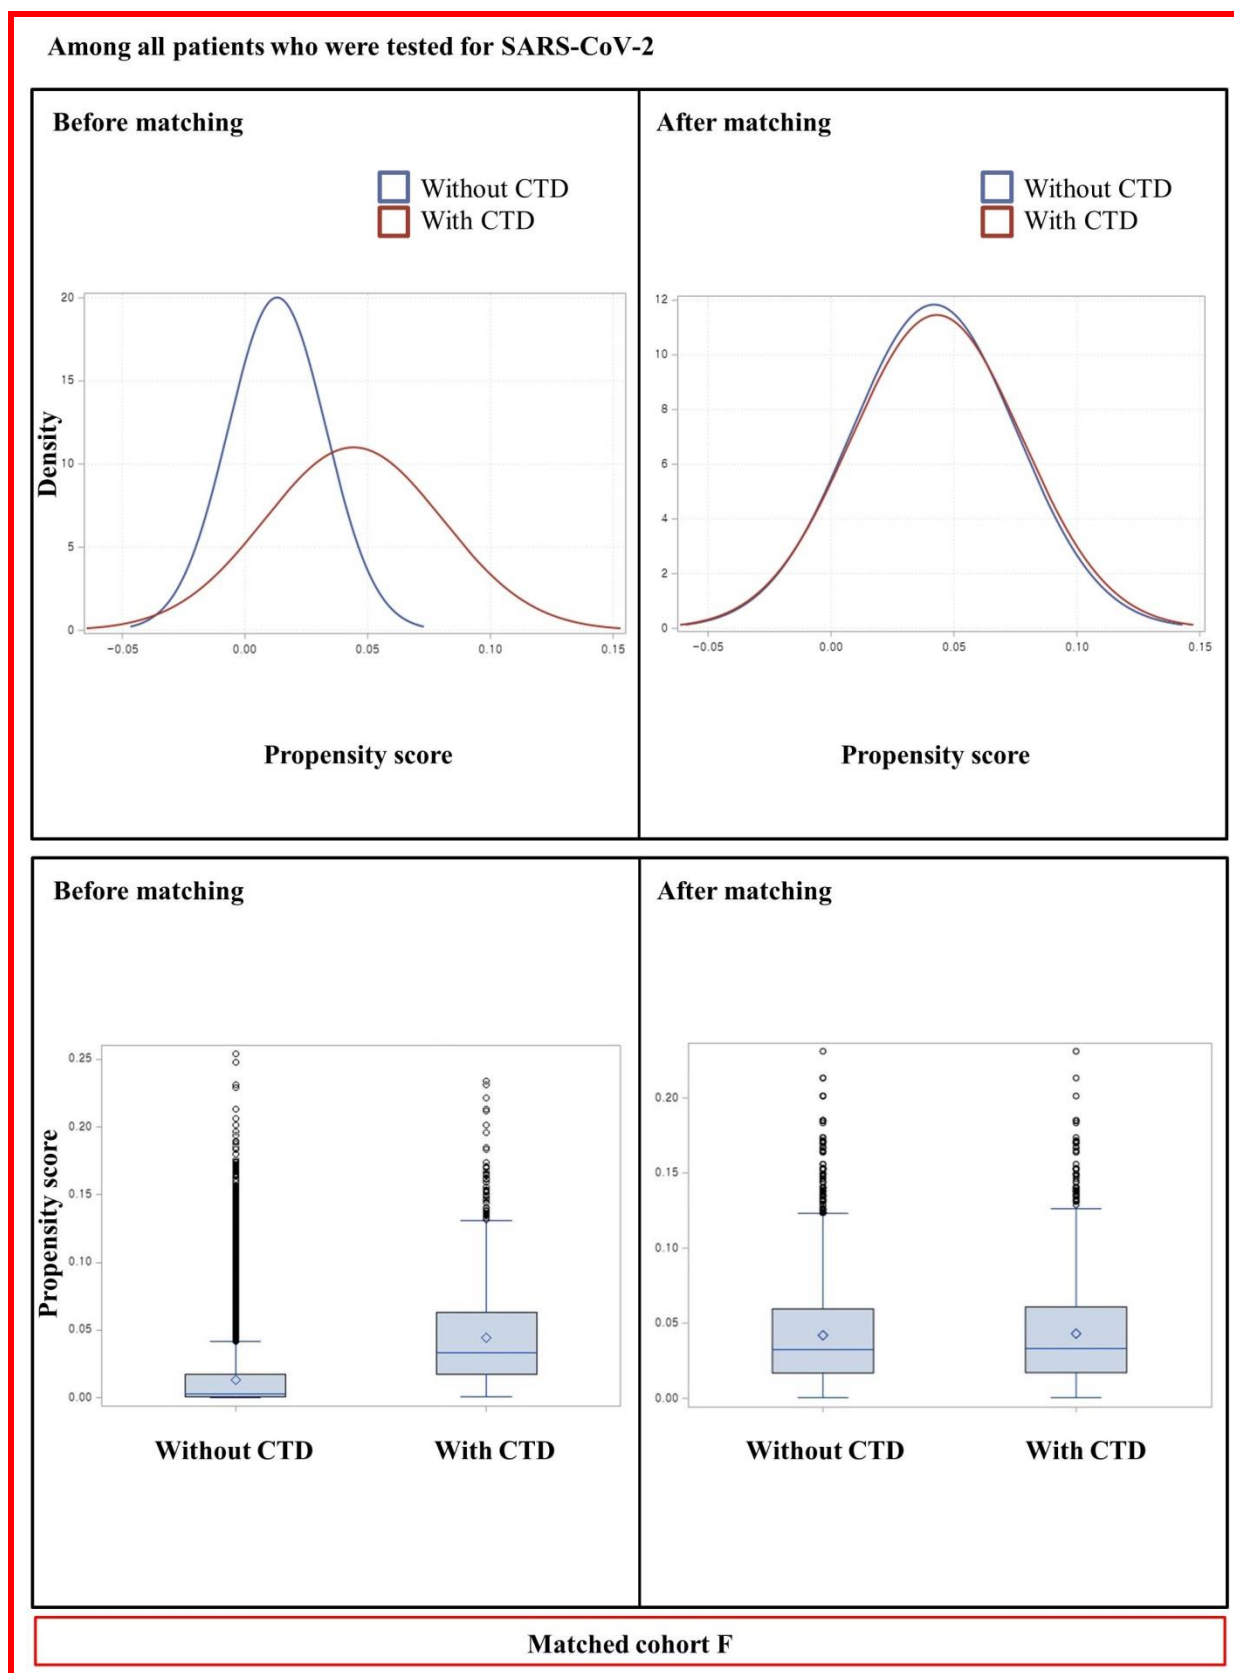 Among all patients who were tested for SARS-CoV-2
Before matching
Without CTD
With CTD
20
15
10
5
0
Density
−0.05
0.00
0.05
0.10
0.15
Propensity score
After matching
Without CTD
With CTD
12
10
8
6
4
2
0
−0.05
0.00
0.05
0.10
0.15
Propensity score
Before matching
0.25
0.20
0.15
0.10
0.05
0.00
Propensity score
Without CTD
With CTD
After matching
0.20
0.15
0.10
0.05
0.00
Without CTD
With CTD
Matched cohort F